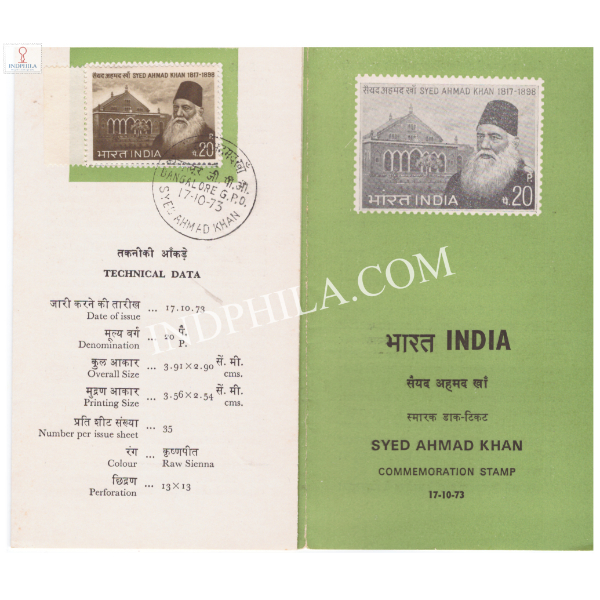 INDPHILA
सैयद अहमद खाँ SYED AHMAD KHAN 1817-1898
भारत INDIA
प. 20 P.
BANGALORE G.P.O.
17-10-73
SYED AHMAD KHAN
तकनीकी आँकड़े
TECHNICAL DATA
जारी करने की तारीख ... 17.10.73
Date of issue
मूल्य वर्ग ... 20 पै.
Denomination P.
कुल आकार ... 3.91×2.90 सें. मी.
Overall Size cms.
मुद्रण आकार ... 3.56×2.54 सें. मी.
Printing Size cms.
प्रति शीट संख्या ... 35
Number per issue sheet
रंग ... कृष्णपीत
Colour Raw Sienna
छिद्रण ... 13×13
Perforation
सैयद अहमद खाँ SYED AHMAD KHAN 1817-1898
भारत INDIA
प. 20 P.
भारत INDIA
सैयद अहमद खाँ
स्मारक डाक-टिकट
SYED AHMAD KHAN
COMMEMORATION STAMP
17-10-73
INDPHILA.COM